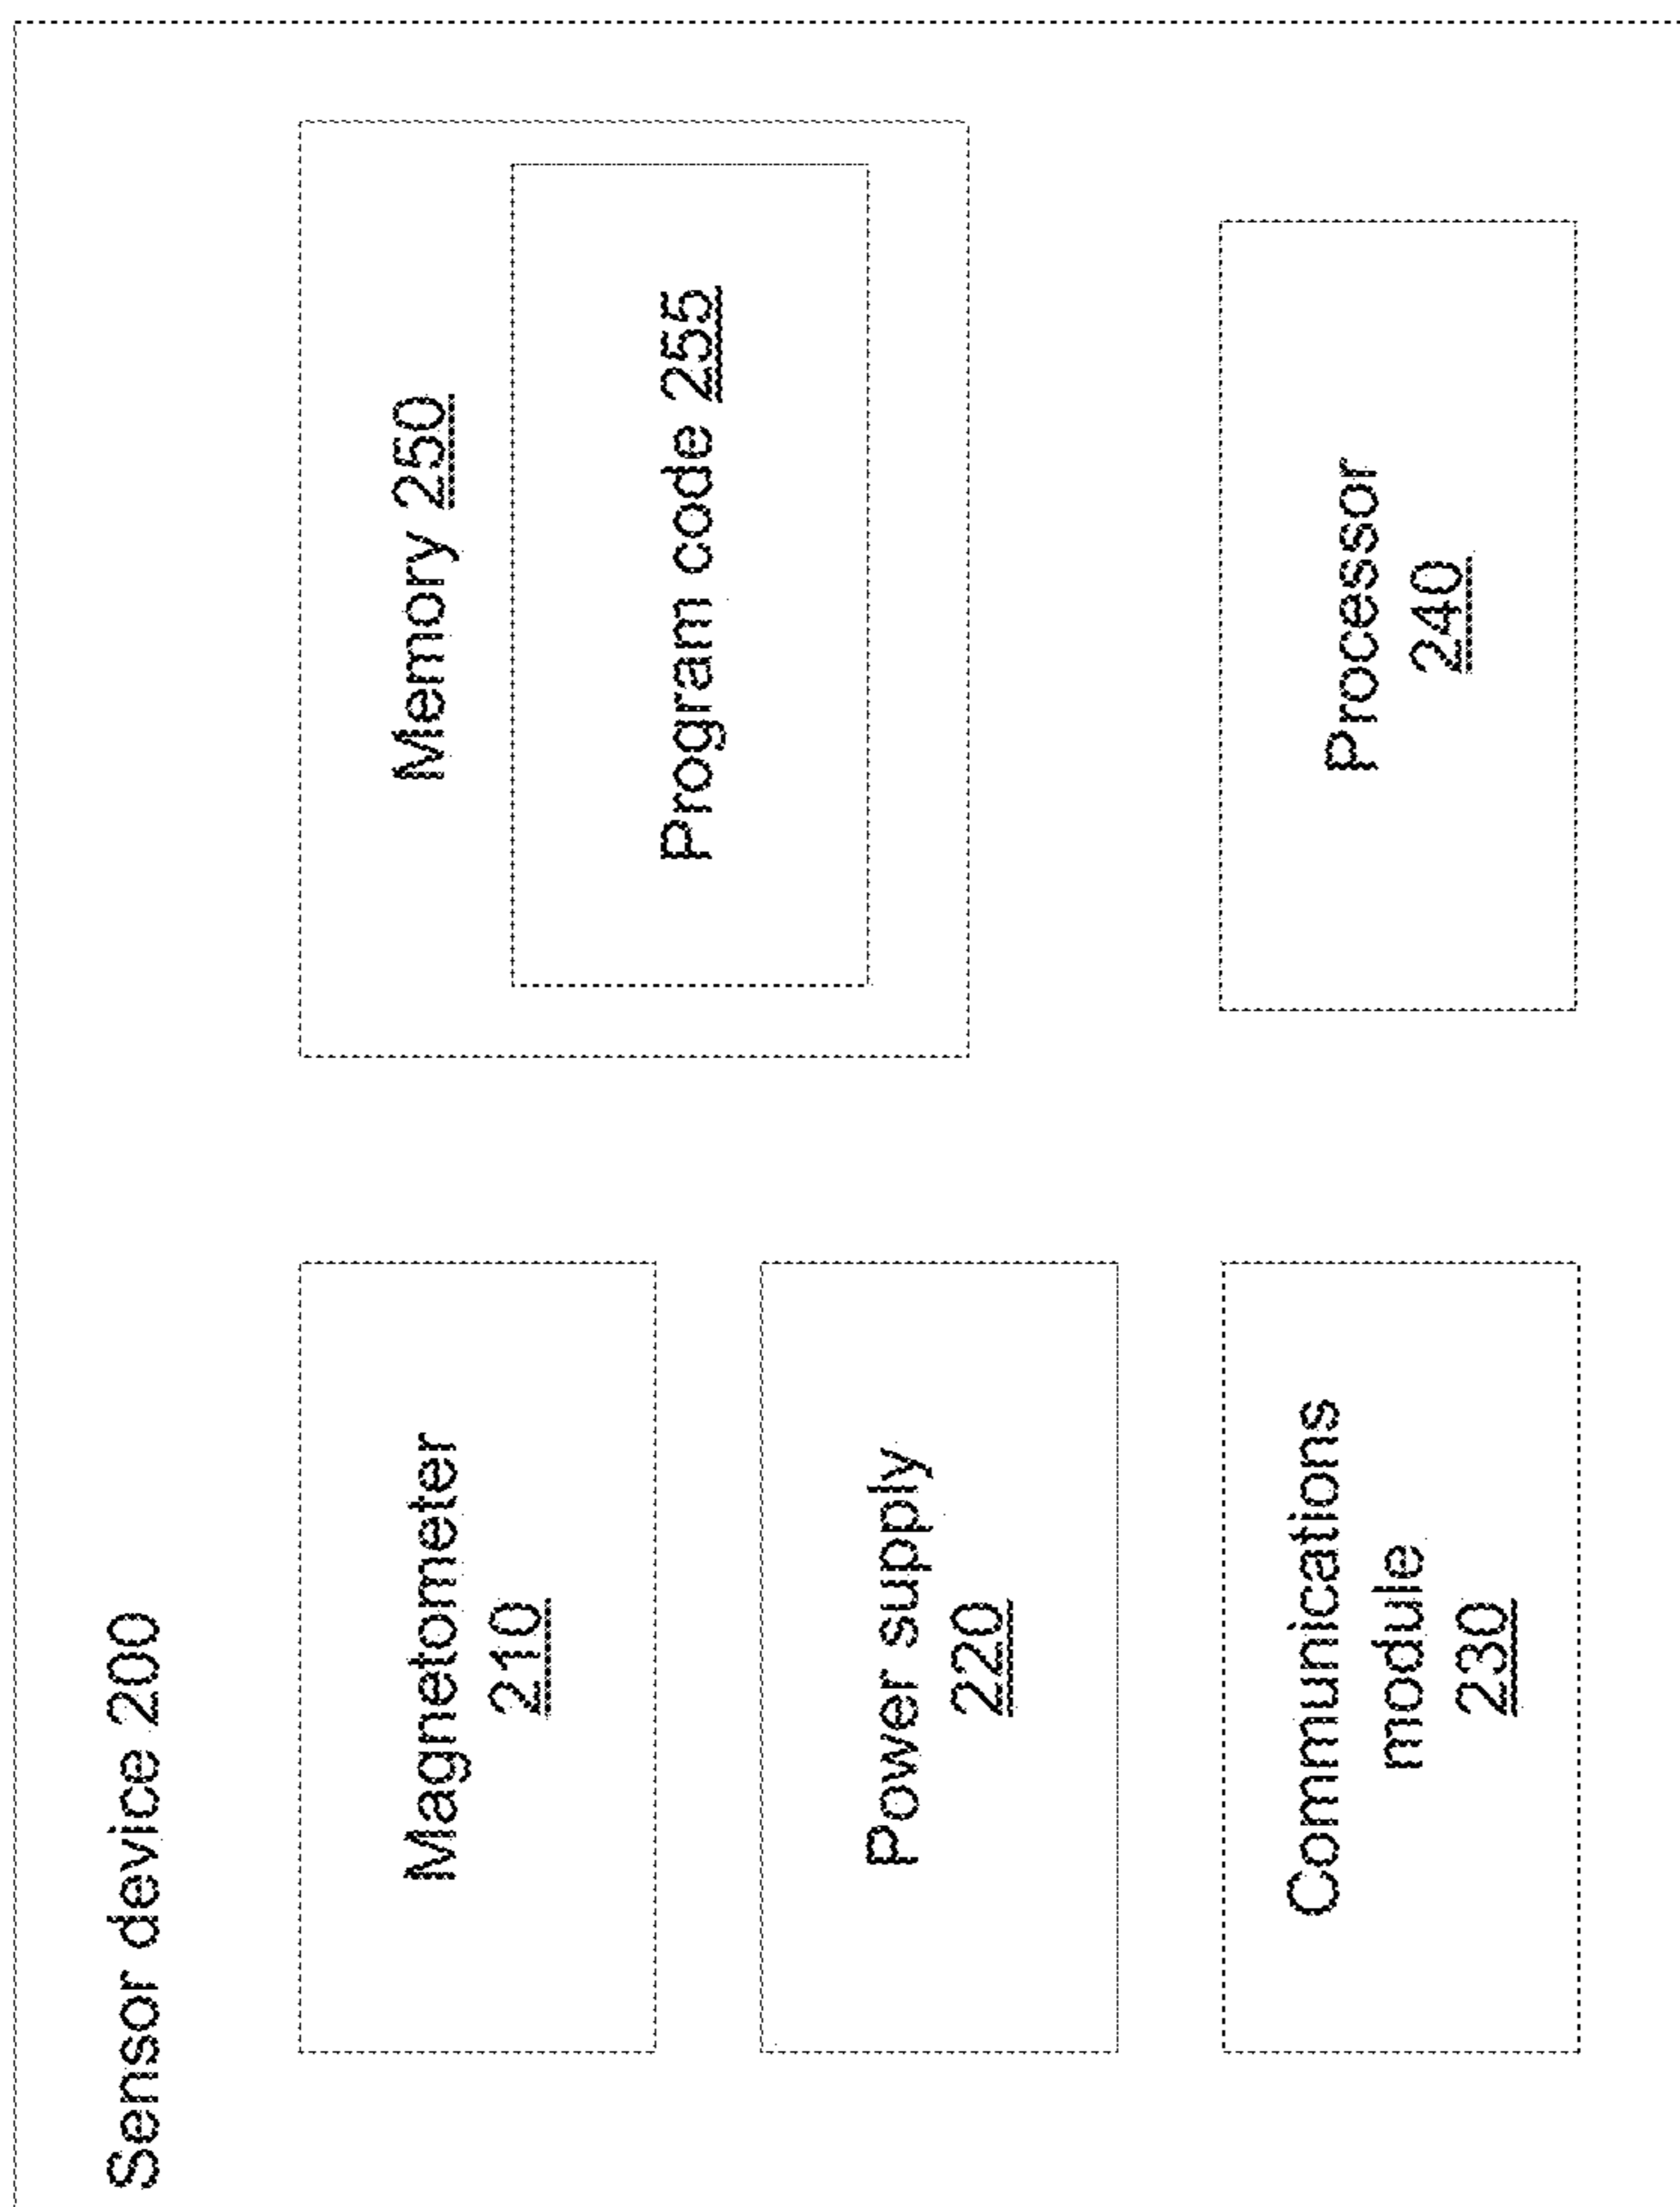 Sensor device 200
Magnetometer
210
Power supply
220
Communications
module
230
Memory 250
Program code 255
Processor
240